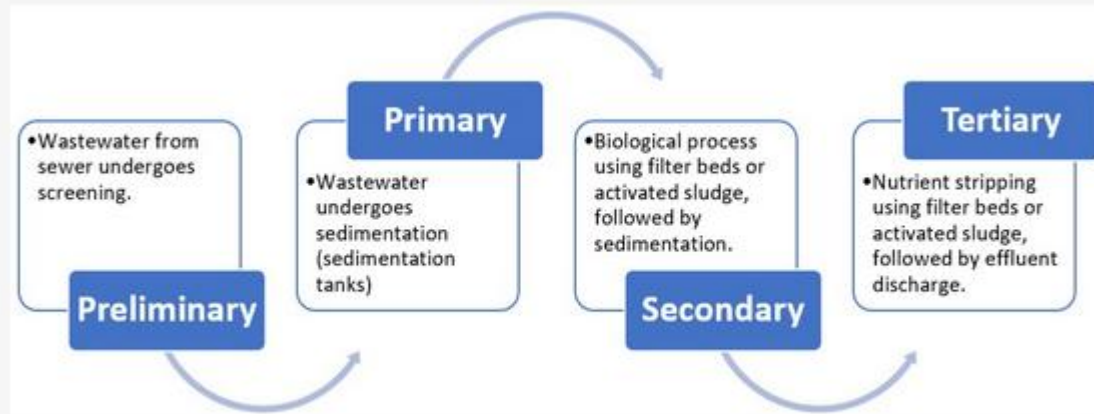 •Wastewater from
sewer undergoes
screening.
Preliminary
Primary
•Wastewater
undergoes
sedimentation
(sedimentation
tanks)
•Biological process
using filter beds or
activated sludge,
followed by
sedimentation.
Secondary
Tertiary
•Nutrient stripping
using filter beds or
activated sludge,
followed by effluent
discharge.